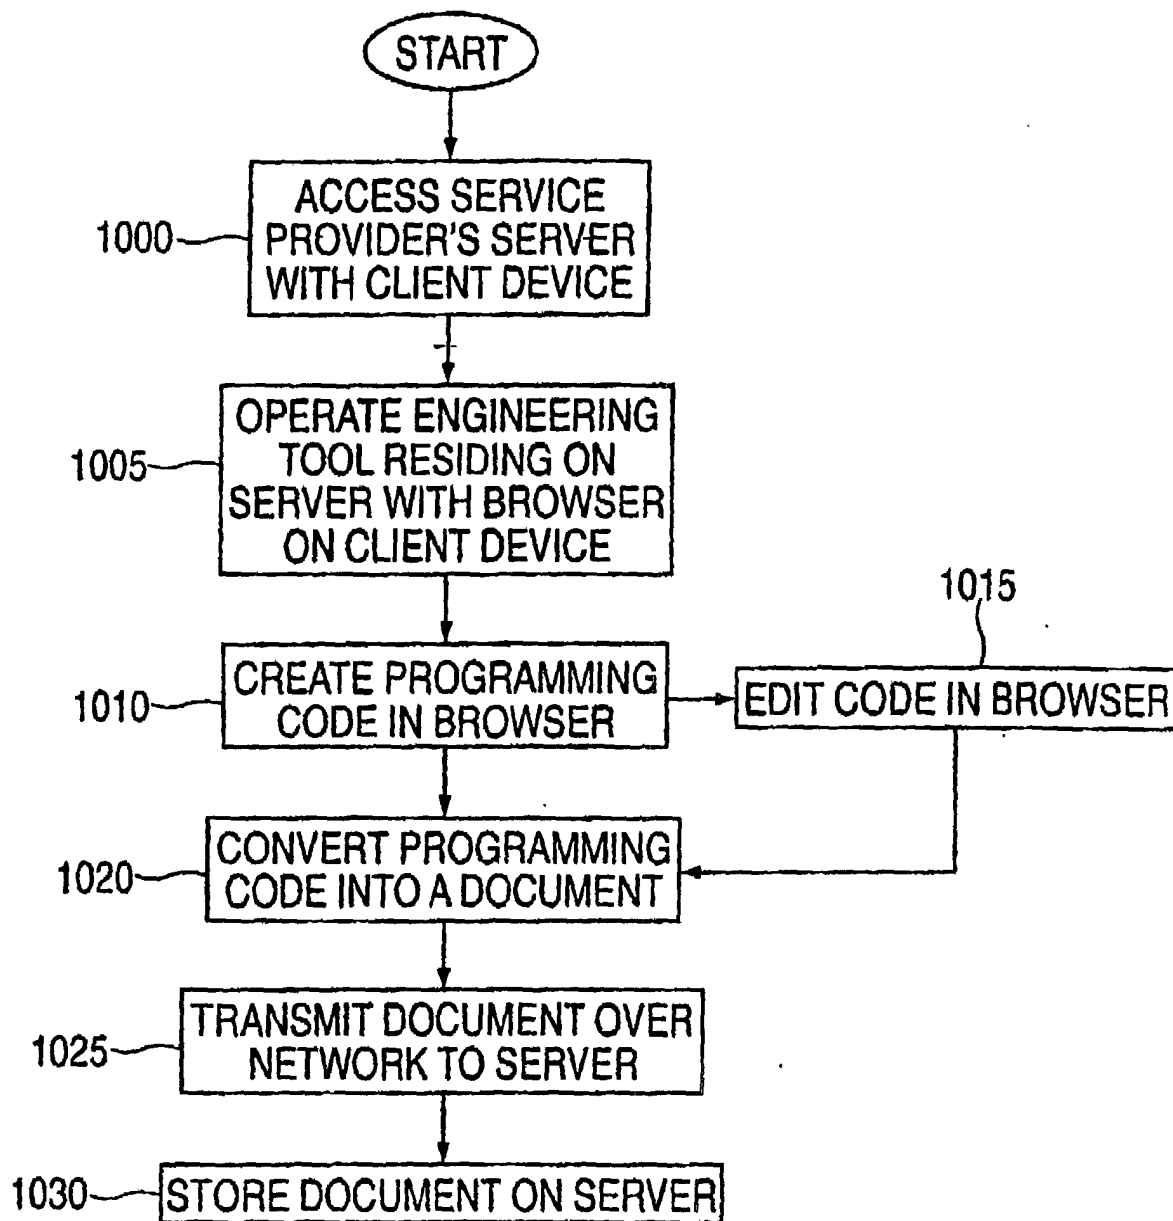 START
ACCESS SERVICE
PROVIDER'S SERVER
WITH CLIENT DEVICE
1000
OPERATE ENGINEERING
TOOL RESIDING ON
SERVER WITH BROWSER
ON CLIENT DEVICE
1005
CREATE PROGRAMMING
CODE IN BROWSER
1010
1015
EDIT CODE IN BROWSER
CONVERT PROGRAMMING
CODE INTO A DOCUMENT
1020
TRANSMIT DOCUMENT OVER
NETWORK TO SERVER
1025
STORE DOCUMENT ON SERVER
1030